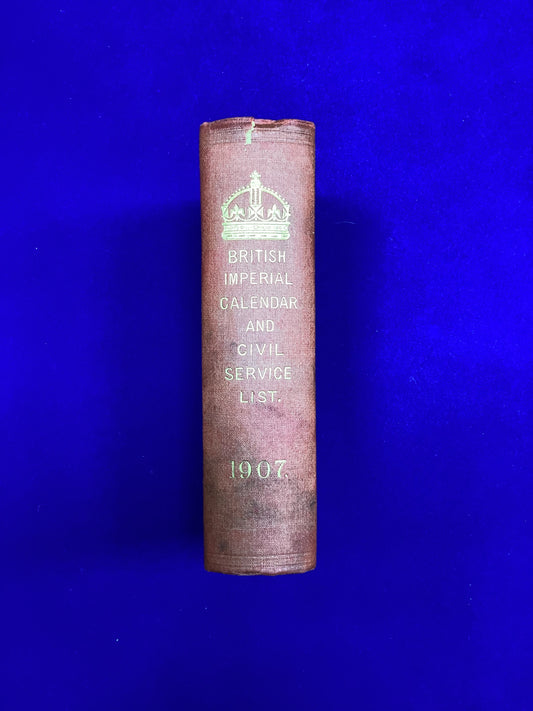 BRITISH
IMPERIAL
CALENDAR
AND
CIVIL
SERVICE
LIST.
1907.